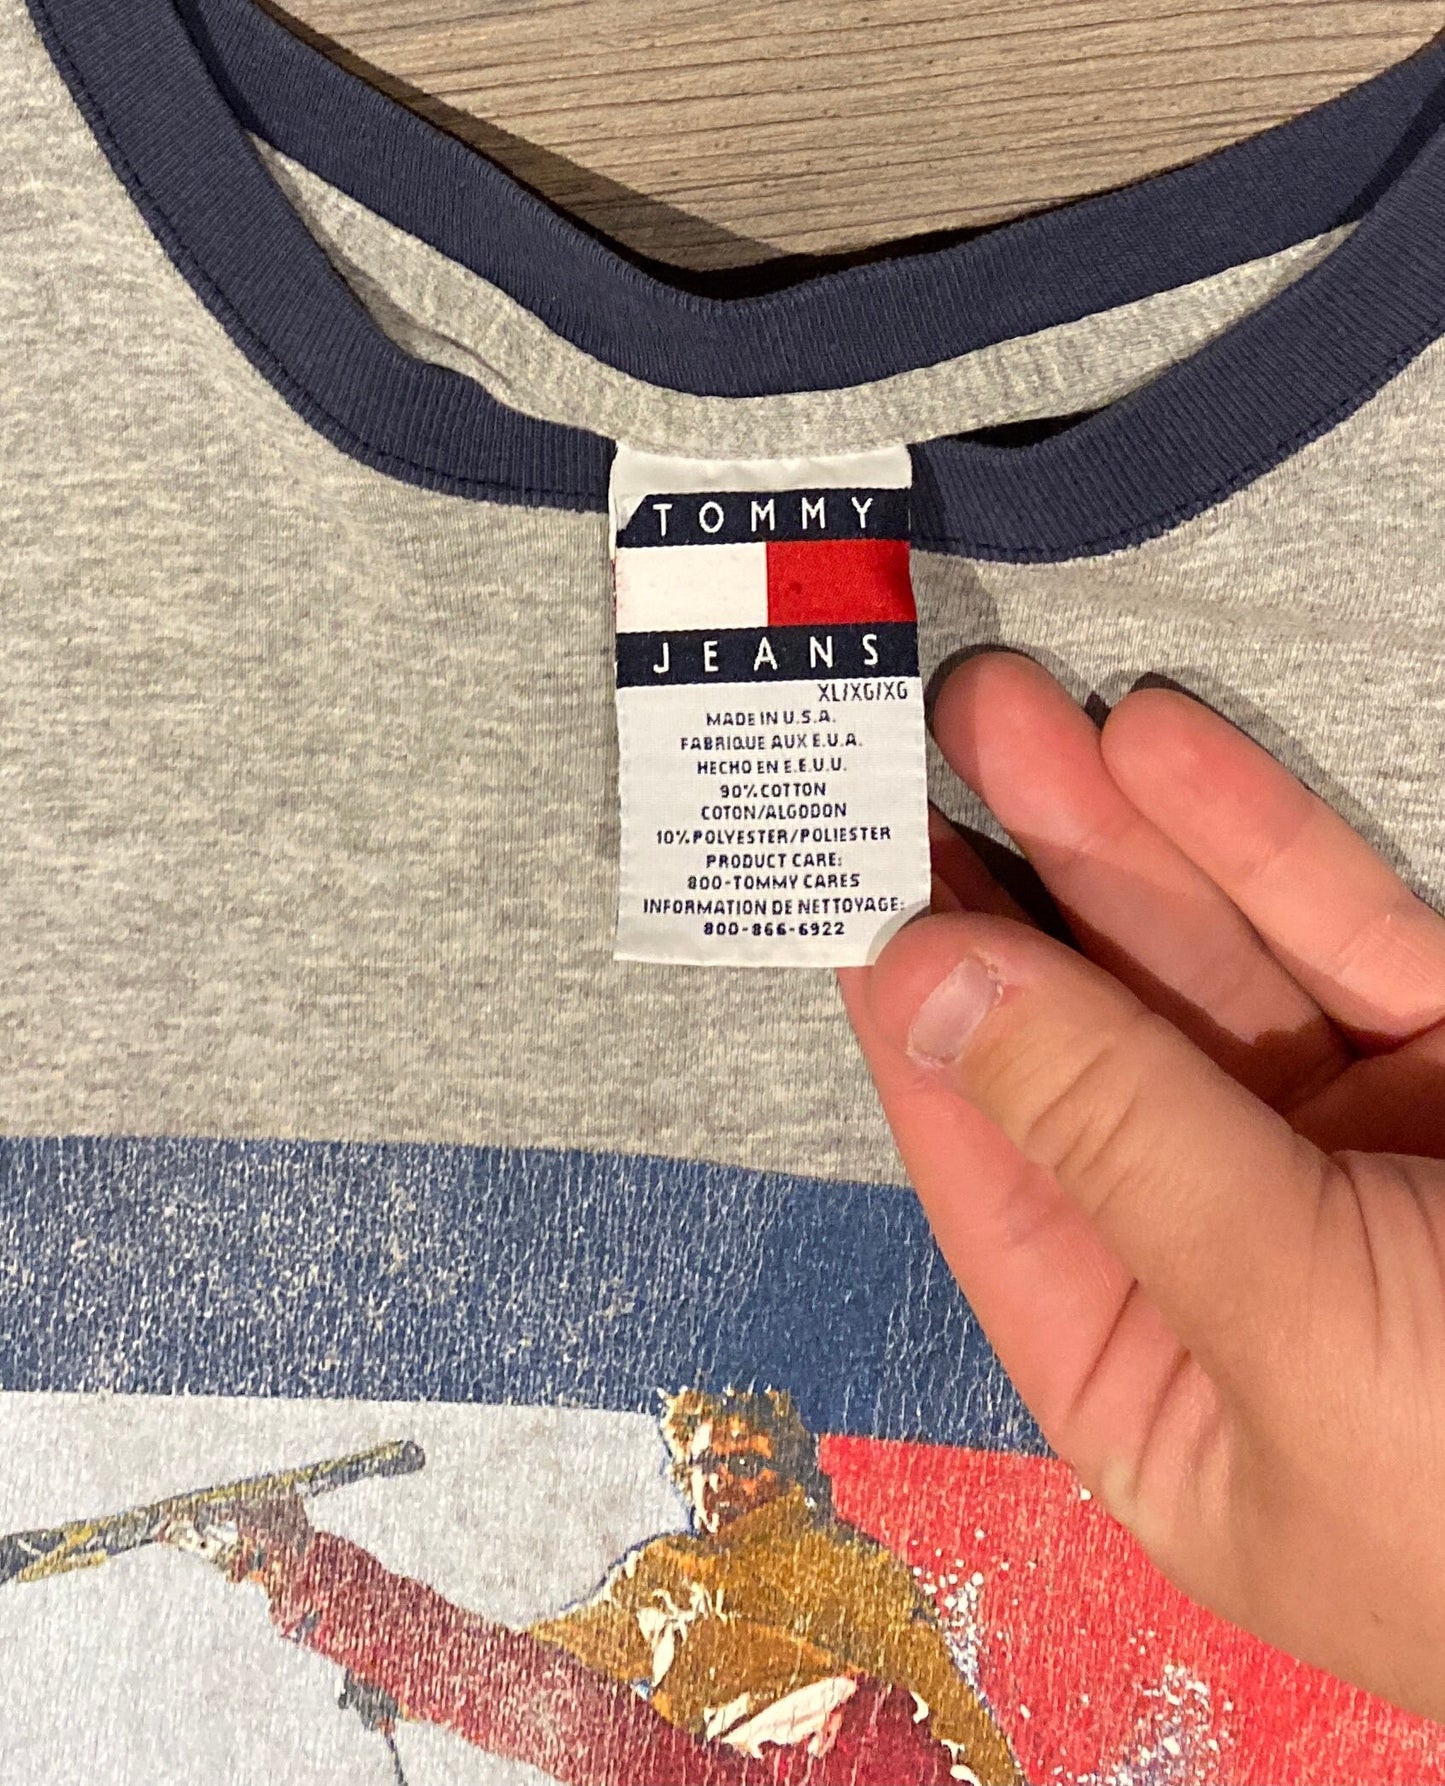 TOMMY
JEANS
XL/XG/XG
MADE IN U.S.A.
FABRIQUE AUX E.U.A.
HECHO EN E.E.U.U.
90% COTTON
COTON/ALGODON
10% POLYESTER/POLIESTER
PRODUCT CARE:
800-TOMMY CARES
INFORMATION DE NETTOYAGE:
800-866-6922